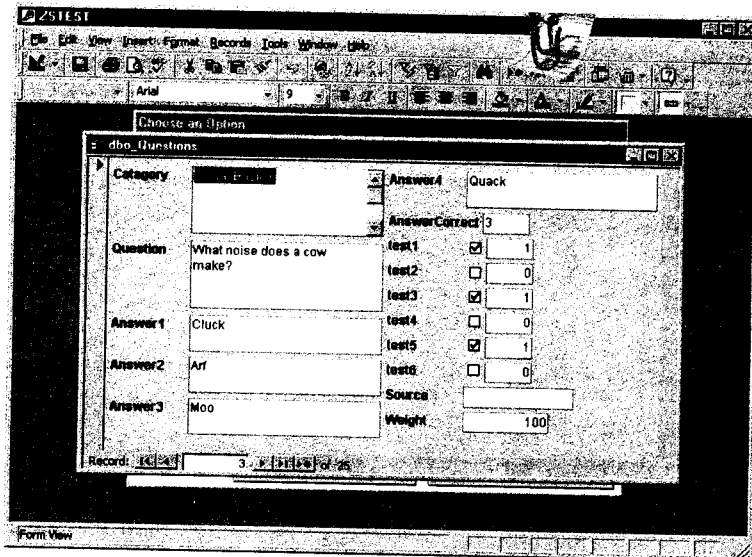 ZSTEST
File Edit View Insert Format Records Tools Window Help
Arial 9 B I U
Choose an Option
dbo_Questions
Catagory
Question What noise does a cow make?
Answer1 Cluck
Answer2 Arf
Answer3 Moo
Answer4 Quack
AnswerCorrect 3
test1 1
test2 0
test3 1
test4 0
test5 1
test6 0
Source
Weight 100
Record: 3 of 25
Form View